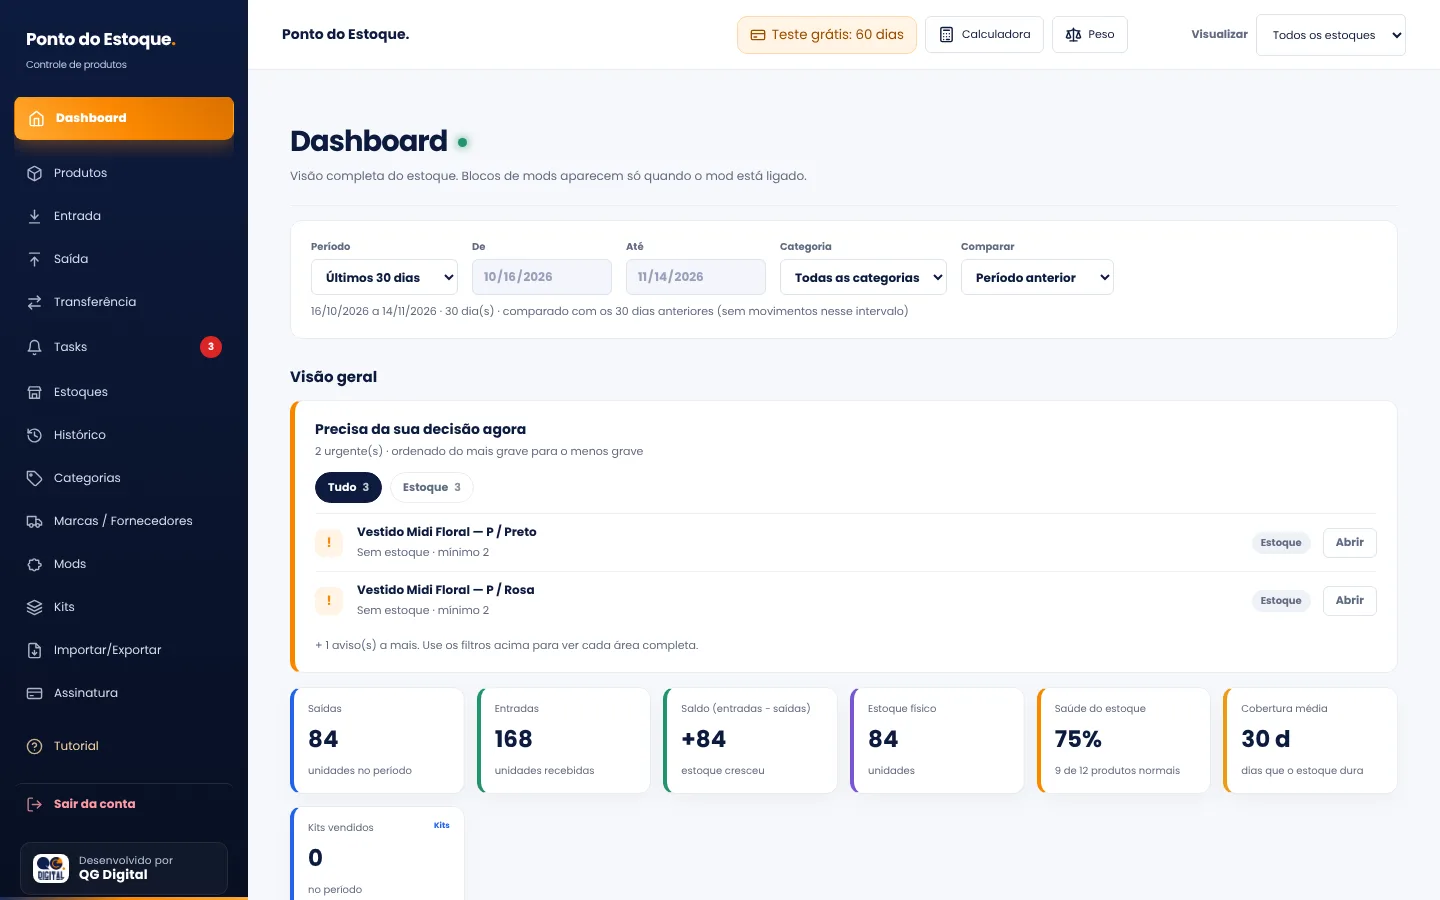 Ponto do Estoque.
Controle de produtos
Dashboard
Produtos
Entrada
Saída
Transferência
Tasks
3
Estoques
Histórico
Categorias
Marcas / Fornecedores
Mods
Kits
Importar/Exportar
Assinatura
Tutorial
Sair da conta
DIGITAL
Desenvolvido por
QG Digital
Ponto do Estoque.
Teste grátis: 60 dias
Calculadora
Peso
Visualizar
Todos os estoques
Dashboard
Visão completa do estoque. Blocos de mods aparecem só quando o mod está ligado.
Período
De
Até
Categoria
Comparar
Últimos 30 dias
10/16/2026
11/14/2026
Todas as categorias
Período anterior
16/10/2026 a 14/11/2026 · 30 dia(s) · comparado com os 30 dias anteriores (sem movimentos nesse intervalo)
Visão geral
Precisa da sua decisão agora
2 urgente(s) · ordenado do mais grave para o menos grave
Tudo 3
Estoque 3
!
Vestido Midi Floral — P / Preto
Sem estoque · mínimo 2
Estoque
Abrir
!
Vestido Midi Floral — P / Rosa
Sem estoque · mínimo 2
Estoque
Abrir
+ 1 aviso(s) a mais. Use os filtros acima para ver cada área completa.
Saídas
84
unidades no período
Entradas
168
unidades recebidas
Saldo (entradas - saídas)
+84
estoque cresceu
Estoque físico
84
unidades
Saúde do estoque
75%
9 de 12 produtos normais
Cobertura média
30 d
dias que o estoque dura
Kits vendidos
Kits
0
no período